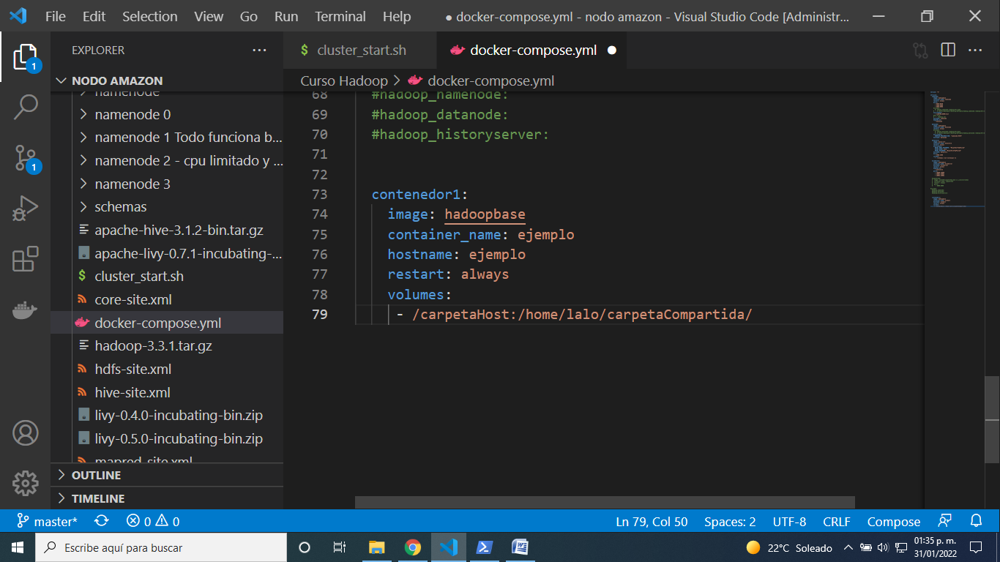 File Edit Selection View Go Run Terminal Help
● docker-compose.yml - nodo amazon - Visual Studio Code [Administr...
EXPLORER
NODO AMAZON
namenode
namenode 0
namenode 1 Todo funciona b...
namenode 2 - cpu limitado y ...
namenode 3
schemas
apache-hive-3.1.2-bin.tar.gz
apache-livy-0.7.1-incubating-...
cluster_start.sh
core-site.xml
docker-compose.yml
hadoop-3.3.1.tar.gz
hdfs-site.xml
hive-site.xml
livy-0.4.0-incubating-bin.zip
livy-0.5.0-incubating-bin.zip
mapred-site.xml
OUTLINE
TIMELINE
1
1
$ cluster_start.sh
docker-compose.yml ●
Curso Hadoop > docker-compose.yml
68 #hadoop_namenode:
69 #hadoop_datanode:
70 #hadoop_historyserver:
71
72
73 contenedor1:
74 image: hadoopbase
75 container_name: ejemplo
76 hostname: ejemplo
77 restart: always
78 volumes:
79 - /carpetaHost:/home/lalo/carpetaCompartida/
master* 0 0
Ln 79, Col 50 Spaces: 2 UTF-8 CRLF Compose
Escribe aquí para buscar
22°C Soleado
01:35 p. m.
31/01/2022